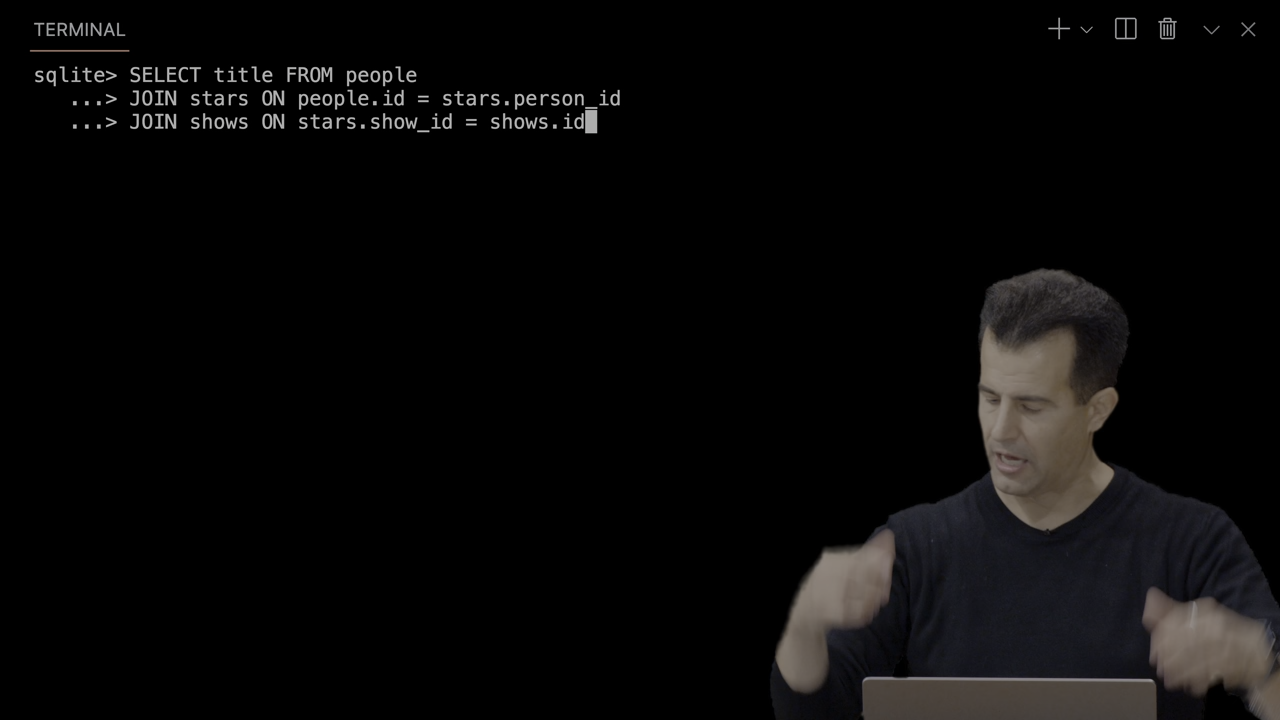 TERMINAL
sqlite> SELECT title FROM people
...> JOIN stars ON people.id = stars.person_id
...> JOIN shows ON stars.show_id = shows.id